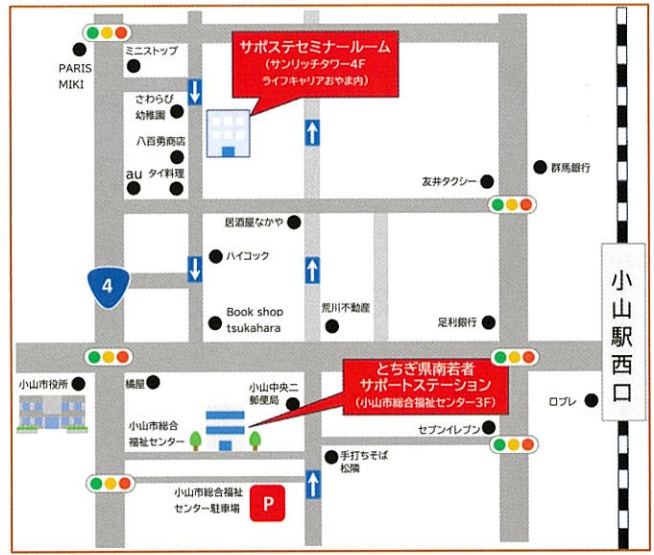 サポステセミナールーム
(サンリッチタワー4F
ライフキャリアおやま内)
ミニストップ
PARIS
MIKI
さわらび
幼稚園
八百勇商店
au タイ料理
群馬銀行
友井タクシー
居酒屋なかや
ハイコック
4
小山駅西口
Book shop
tsukahara
荒川不動産
足利銀行
とちぎ県南若者
サポートステーション
(小山市総合福祉センター3F)
小山市役所
橘屋
小山中央二
郵便局
ロブレ
小山市総合
福祉センター
セブンイレブン
手打ちそば
松隣
小山市総合福祉
センター駐車場
P